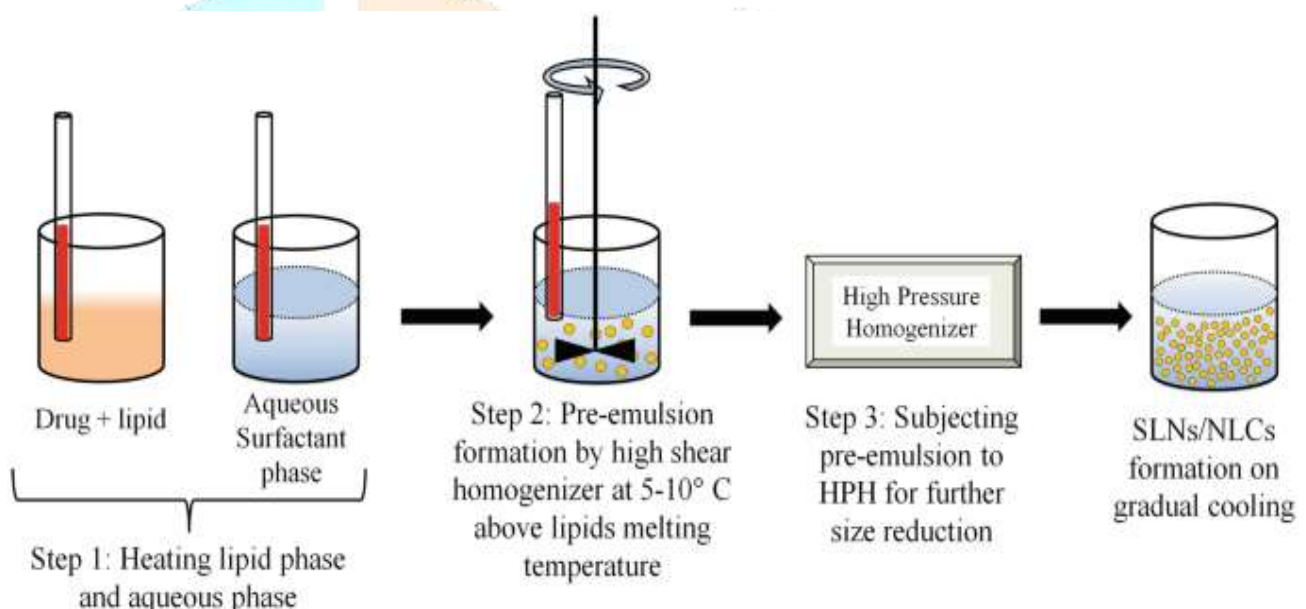 Drug + lipid
Aqueous
Surfactant
phase
Step 1: Heating lipid phase
and aqueous phase
Step 2: Pre-emulsion
formation by high shear
homogenizer at 5-10° C
above lipids melting
temperature
High Pressure
Homogenizer
Step 3: Subjecting
pre-emulsion to
HPH for further
size reduction
SLNs/NLCs
formation on
gradual cooling